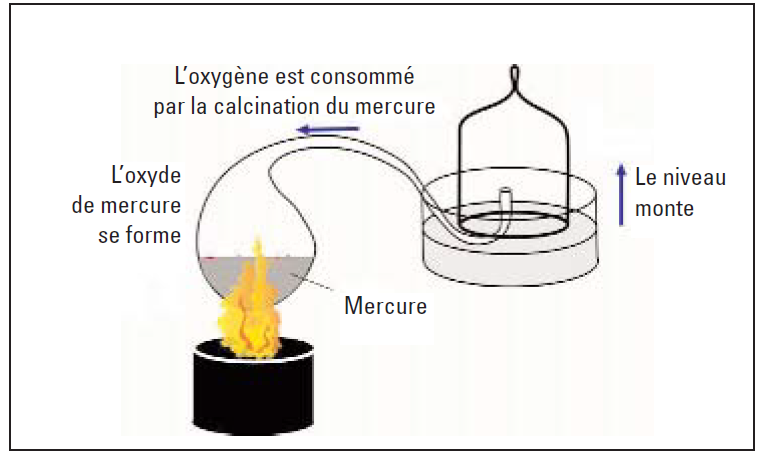 L'oxygène est consommé
par la calcination du mercure
L'oxyde
de mercure
se forme
Le niveau
monte
Mercure